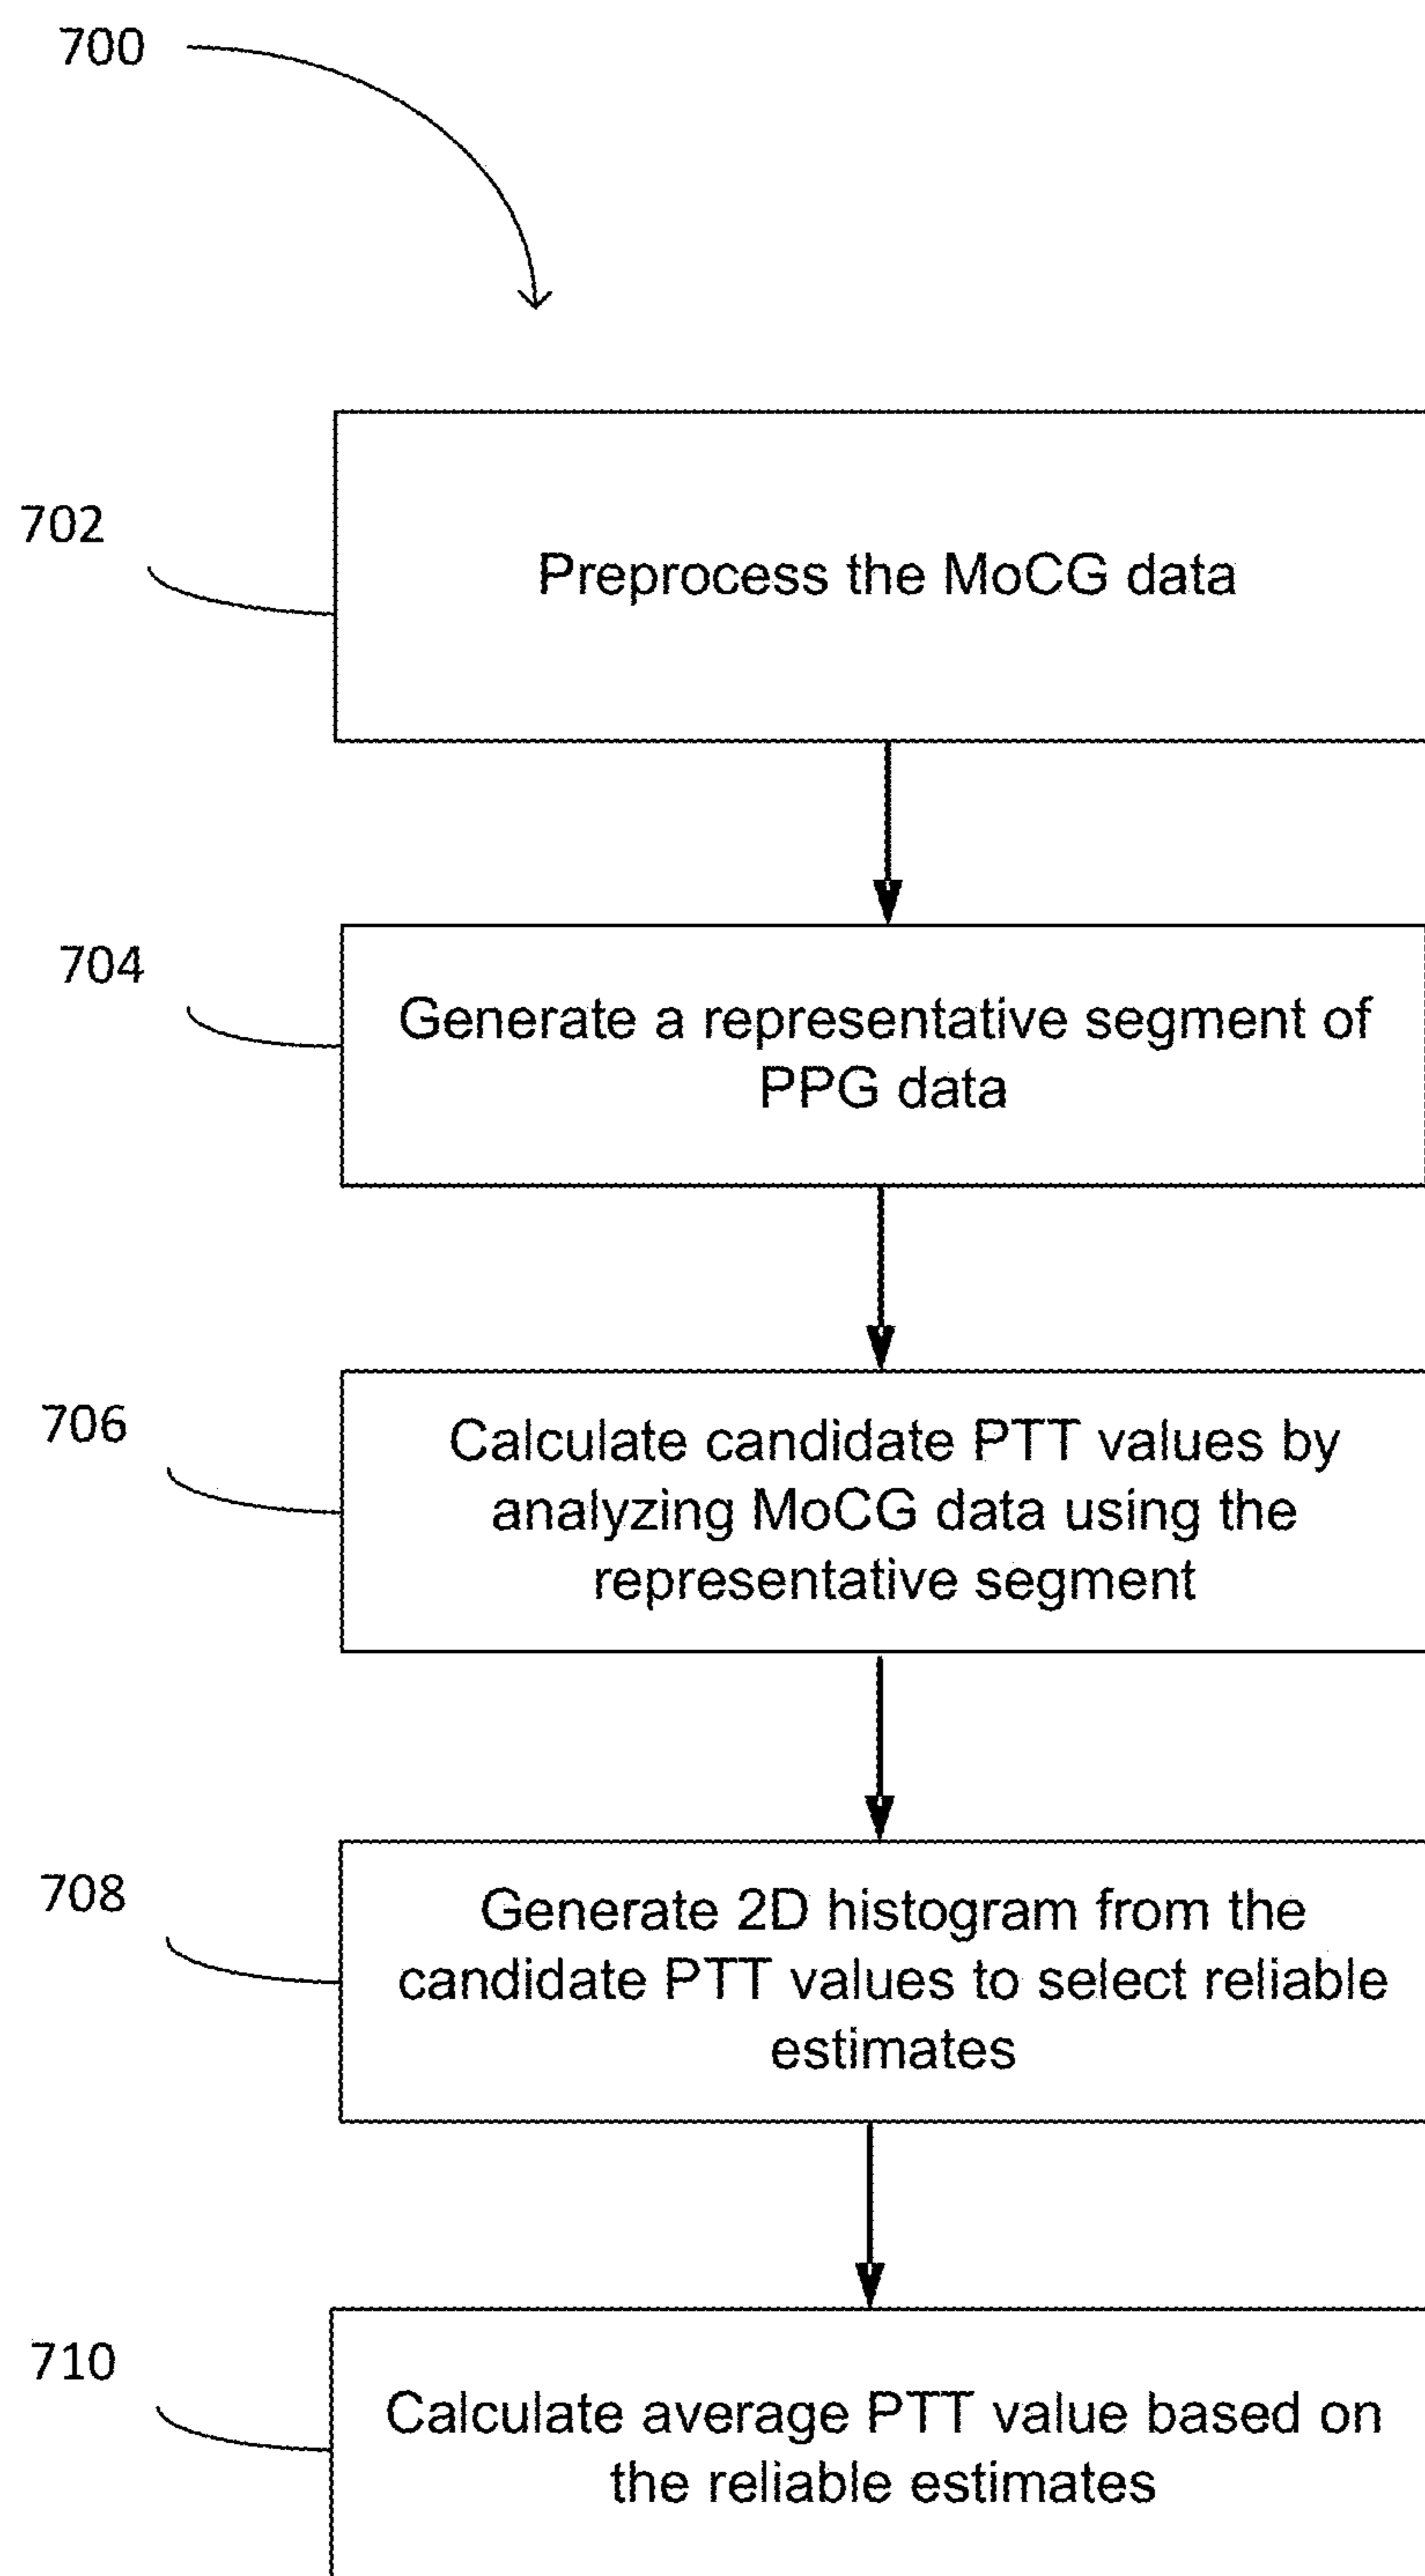 700
702
Preprocess the MoCG data
704
Generate a representative segment of
PPG data
706
Calculate candidate PTT values by
analyzing MoCG data using the
representative segment
708
Generate 2D histogram from the
candidate PTT values to select reliable
estimates
710
Calculate average PTT value based on
the reliable estimates